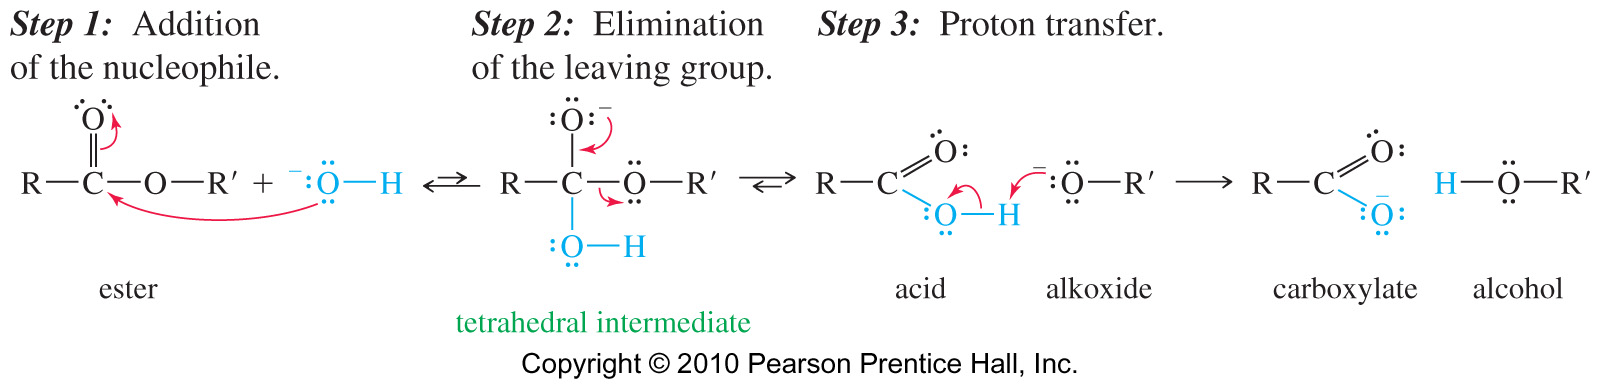 Step 1: Addition
of the nucleophile.
Step 2: Elimination
of the leaving group.
Step 3: Proton transfer.
O
R—C—O—R′ + ⁻:O—H
:O:⁻
R—C—O—R′
:O—H
O:
R—C
:O—H
⁻:O—R′
O:
R—C
:O:⁻
H—O—R′
ester
tetrahedral intermediate
acid
alkoxide
carboxylate
alcohol
Copyright © 2010 Pearson Prentice Hall, Inc.